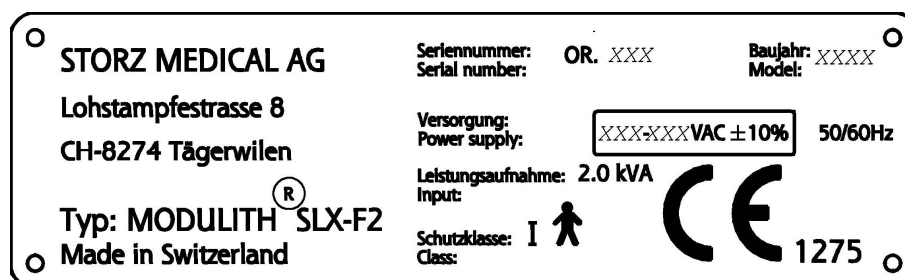 STORZ MEDICAL AG
Lohstampfestrasse 8
CH-8274 Tägerwilen
Typ: MODULITH® SLX-F2
Made in Switzerland
Seriennummer: OR. XXX
Serial number:
Baujahr: XXXX
Model:
Versorgung:
Power supply:
XXX-XXXVAC ±10% 50/60Hz
Leistungsaufnahme: 2.0 kVA
Input:
Schutzklasse: I
Class:
CE 1275